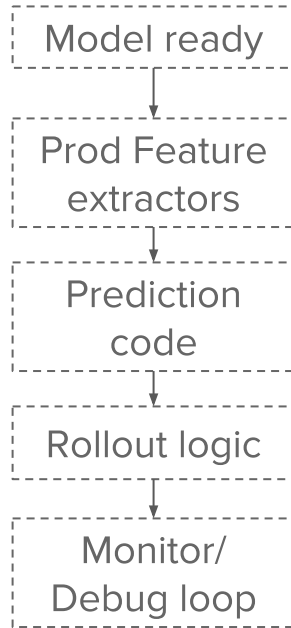 Model ready
Prod Feature
extractors
Prediction
code
Rollout logic
Monitor/
Debug loop